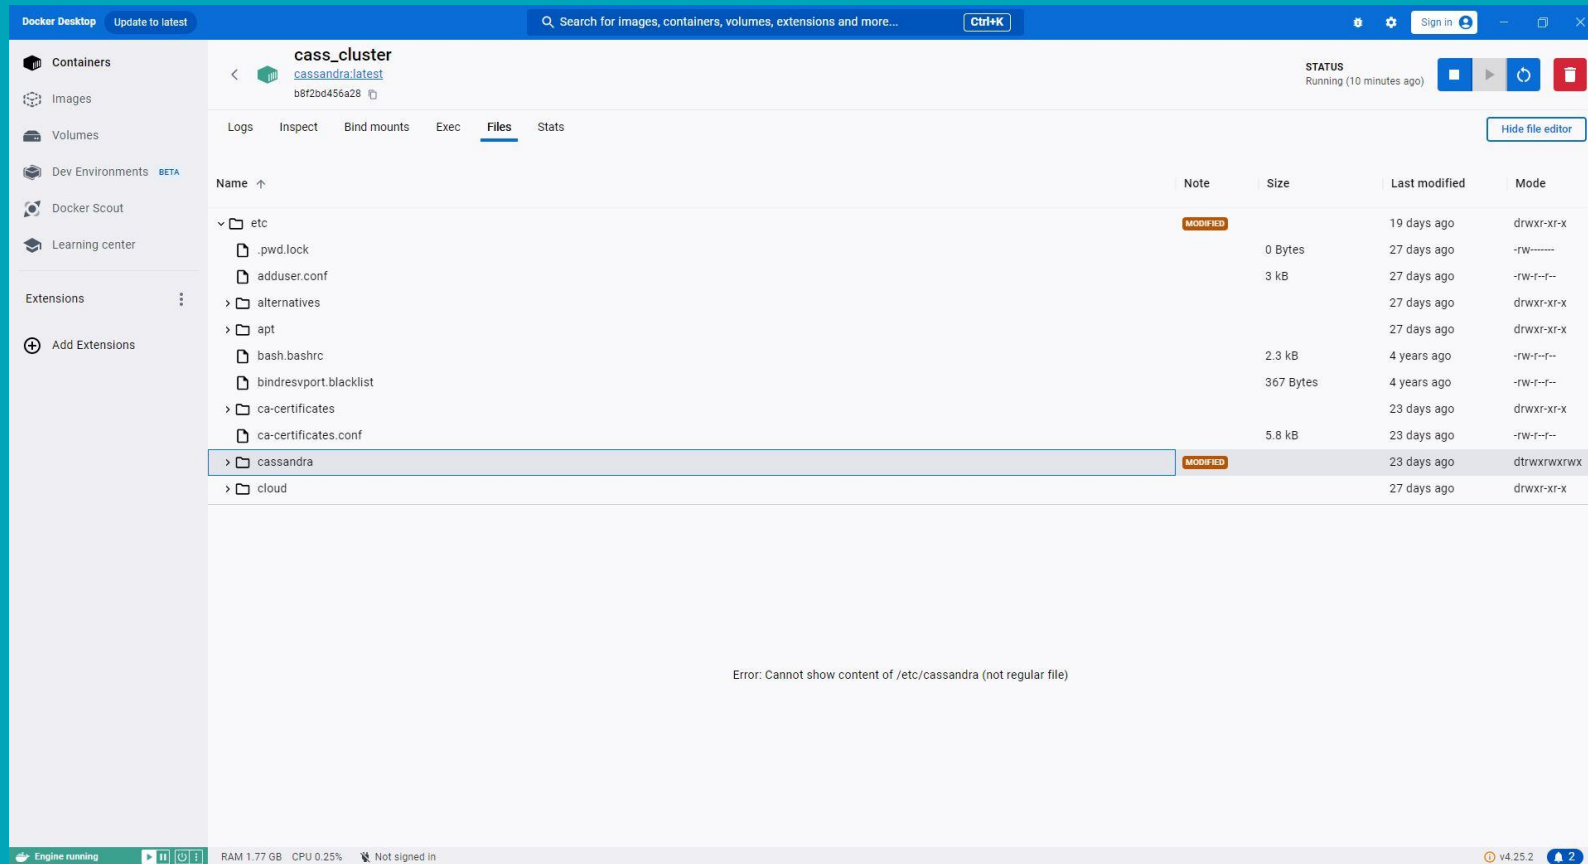 Docker Desktop Update to latest Search for images, containers, volumes, extensions and more... Ctrl+K Sign in
Containers
Images
Volumes
Dev Environments BETA
Docker Scout
Learning center
Extensions
Add Extensions
cass_cluster
cassandra:latest
b8f2bd456a28
STATUS
Running (10 minutes ago)
Logs Inspect Bind mounts Exec Files Stats Hide file editor
Name Note Size Last modified Mode
etc MODIFIED 19 days ago drwxr-xr-x
.pwd.lock 0 Bytes 27 days ago -rw-------
adduser.conf 3 kB 27 days ago -rw-r--r--
alternatives 27 days ago drwxr-xr-x
apt 27 days ago drwxr-xr-x
bash.bashrc 2.3 kB 4 years ago -rw-r--r--
bindresvport.blacklist 367 Bytes 4 years ago -rw-r--r--
ca-certificates 23 days ago drwxr-xr-x
ca-certificates.conf 5.8 kB 23 days ago -rw-r--r--
cassandra MODIFIED 23 days ago dtrwxrwxrwx
cloud 27 days ago drwxr-xr-x
Error: Cannot show content of /etc/cassandra (not regular file)
Engine running RAM 1.77 GB CPU 0.25% Not signed in v4.25.2 2